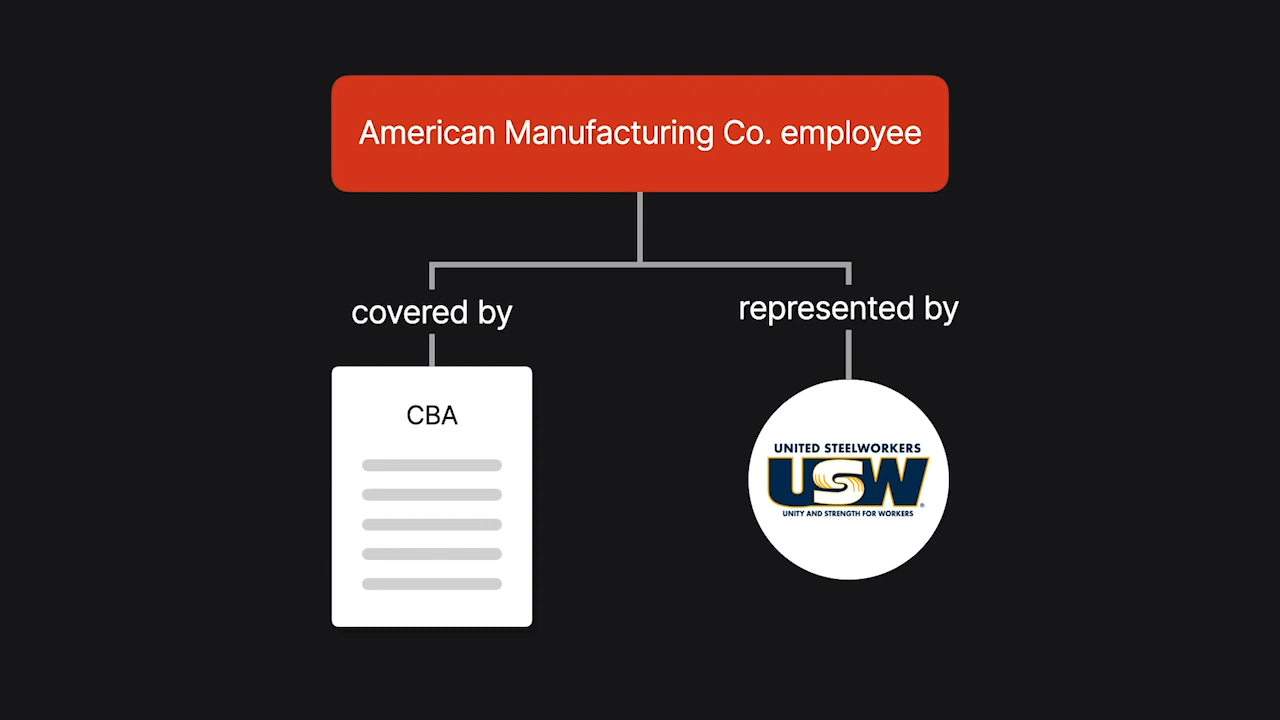 American Manufacturing Co. employee
covered by
represented by
CBA
UNITED STEELWORKERS
USW
UNITY AND STRENGTH FOR WORKERS